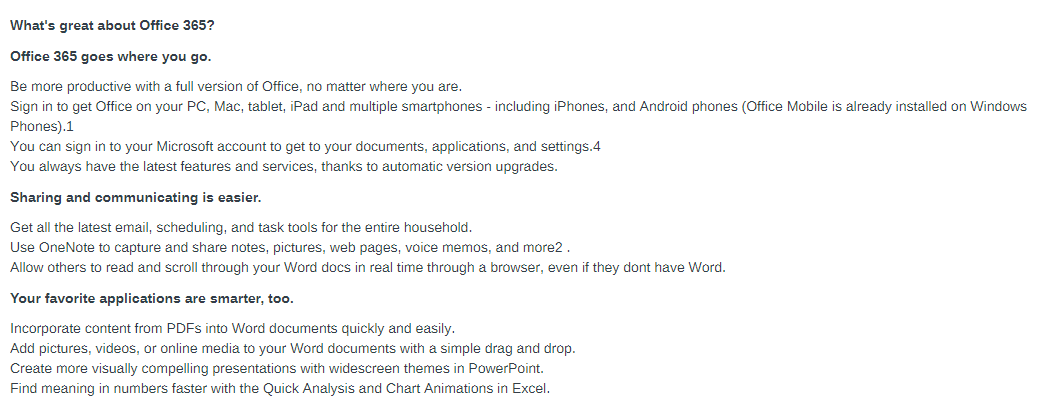 What's great about Office 365?
Office 365 goes where you go.
Be more productive with a full version of Office, no matter where you are.
Sign in to get Office on your PC, Mac, tablet, iPad and multiple smartphones - including iPhones, and Android phones (Office Mobile is already installed on Windows
Phones).1
You can sign in to your Microsoft account to get to your documents, applications, and settings.4
You always have the latest features and services, thanks to automatic version upgrades.
Sharing and communicating is easier.
Get all the latest email, scheduling, and task tools for the entire household.
Use OneNote to capture and share notes, pictures, web pages, voice memos, and more2 .
Allow others to read and scroll through your Word docs in real time through a browser, even if they dont have Word.
Your favorite applications are smarter, too.
Incorporate content from PDFs into Word documents quickly and easily.
Add pictures, videos, or online media to your Word documents with a simple drag and drop.
Create more visually compelling presentations with widescreen themes in PowerPoint.
Find meaning in numbers faster with the Quick Analysis and Chart Animations in Excel.